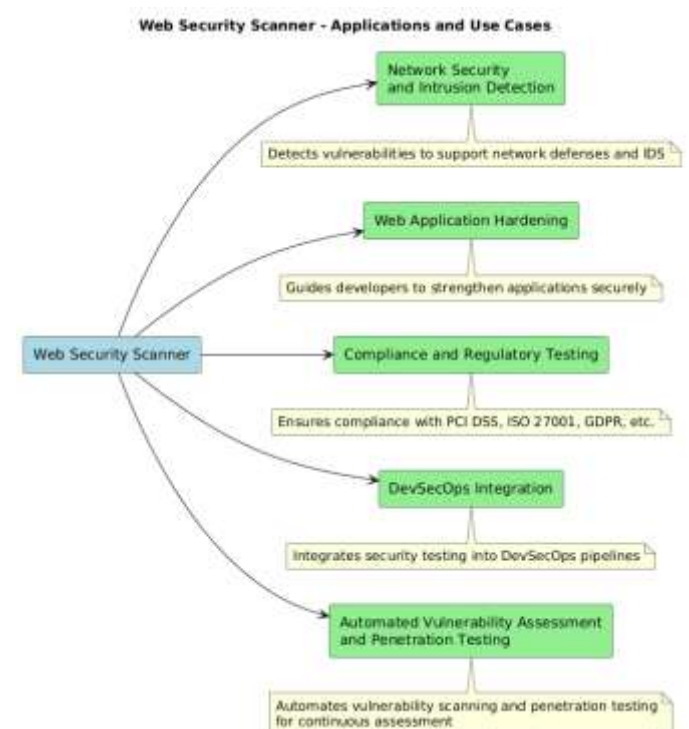 Web Security Scanner - Applications and Use Cases
Network Security
and Intrusion Detection
Detects vulnerabilities to support network defenses and IDS
Web Application Hardening
Guides developers to strengthen applications securely
Web Security Scanner
Compliance and Regulatory Testing
Ensures compliance with PCI DSS, ISO 27001, GDPR, etc.
DevSecOps Integration
Integrates security testing into DevSecOps pipelines
Automated Vulnerability Assessment
and Penetration Testing
Automates vulnerability scanning and penetration testing
for continuous assessment